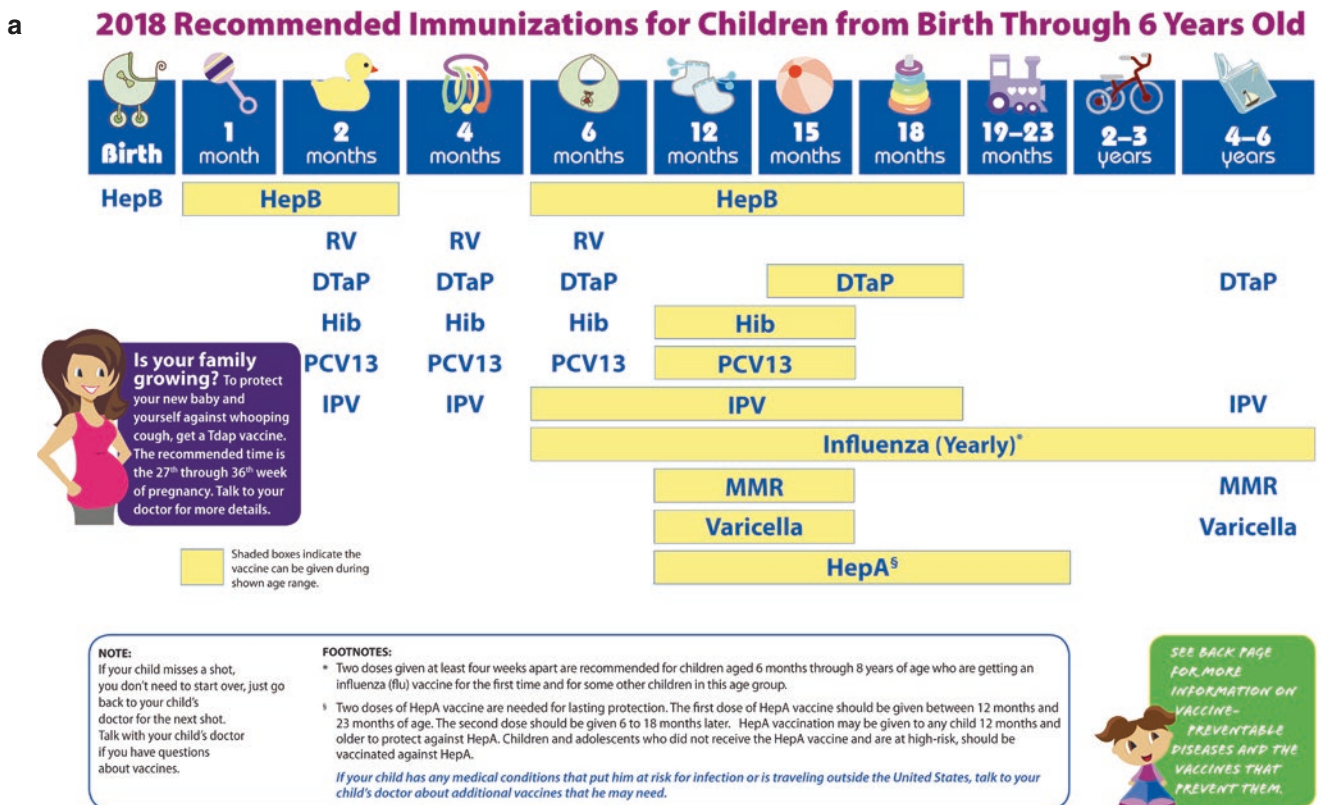 a
2018 Recommended Immunizations for Children from Birth Through 6 Years Old
Birth
1
month
2
months
4
months
6
months
12
months
15
months
18
months
19–23
months
2–3
years
4–6
years
HepB HepB HepB
RV RV RV
DTaP DTaP DTaP DTaP DTaP
Hib Hib Hib Hib
PCV13 PCV13 PCV13 PCV13
IPV IPV IPV IPV
Influenza (Yearly)*
MMR MMR
Varicella Varicella
HepA§
Is your family
growing? To protect
your new baby and
yourself against whooping
cough, get a Tdap vaccine.
The recommended time is
the 27th through 36th week
of pregnancy. Talk to your
doctor for more details.
Shaded boxes indicate the
vaccine can be given during
shown age range.
NOTE:
If your child misses a shot,
you don't need to start over, just go
back to your child's
doctor for the next shot.
Talk with your child's doctor
if you have questions
about vaccines.
FOOTNOTES:
* Two doses given at least four weeks apart are recommended for children aged 6 months through 8 years of age who are getting an
influenza (flu) vaccine for the first time and for some other children in this age group.
§ Two doses of HepA vaccine are needed for lasting protection. The first dose of HepA vaccine should be given between 12 months and
23 months of age. The second dose should be given 6 to 18 months later. HepA vaccination may be given to any child 12 months and
older to protect against HepA. Children and adolescents who did not receive the HepA vaccine and are at high-risk, should be
vaccinated against HepA.
If your child has any medical conditions that put him at risk for infection or is traveling outside the United States, talk to your
child's doctor about additional vaccines that he may need.
SEE BACK PAGE
FOR MORE
INFORMATION ON
VACCINE-
PREVENTABLE
DISEASES AND THE
VACCINES THAT
PREVENT THEM.